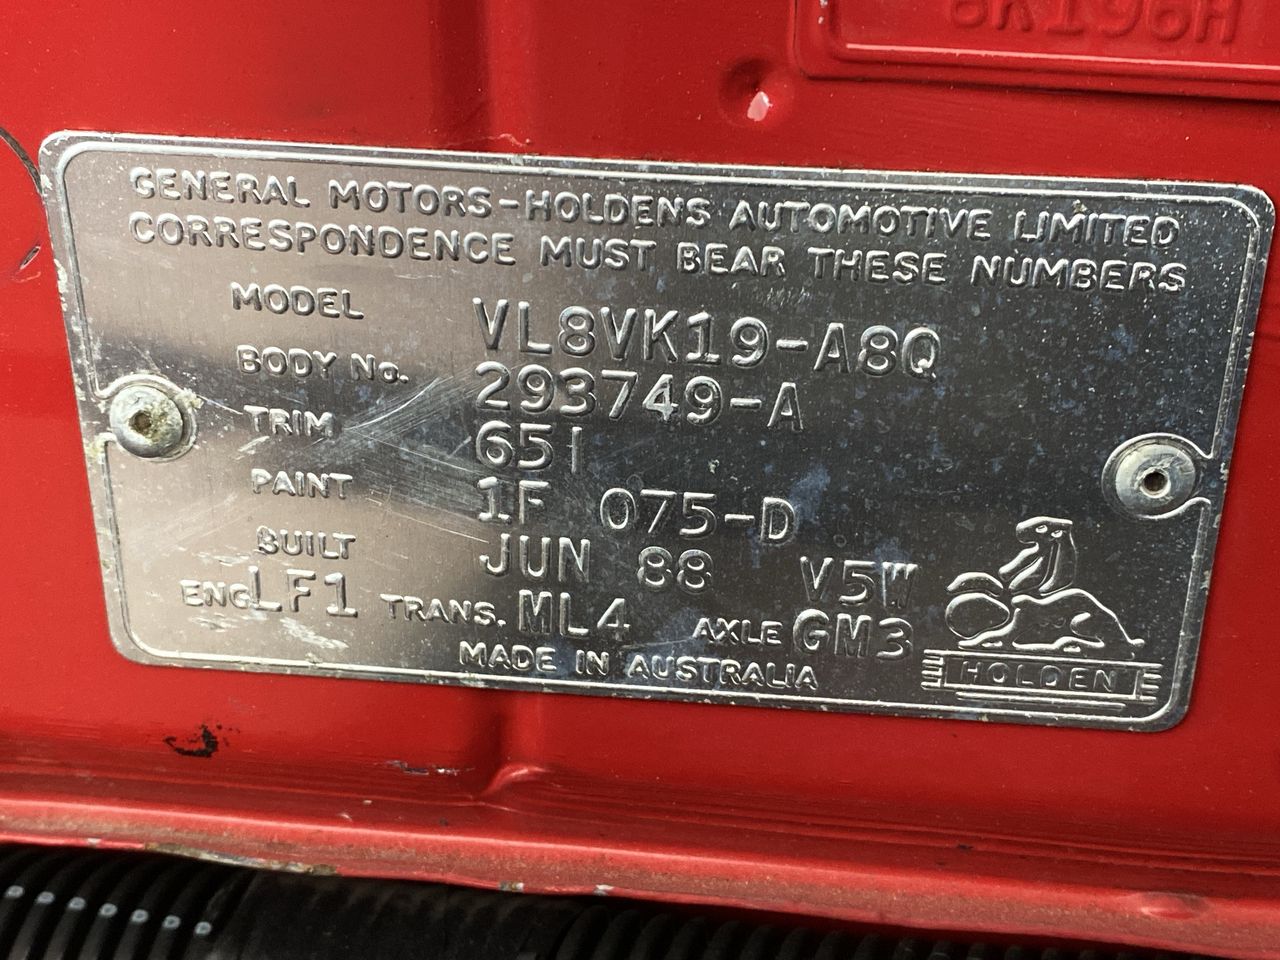 6K196H
GENERAL MOTORS-HOLDENS AUTOMOTIVE LIMITED
CORRESPONDENCE MUST BEAR THESE NUMBERS
MODEL VL8VK19-A8Q
BODY No. 293749-A
TRIM 651
PAINT 1F 075-D
BUILT JUN 88 V5W
ENG LF1 TRANS. ML4 AXLE GM3
MADE IN AUSTRALIA
HOLDEN